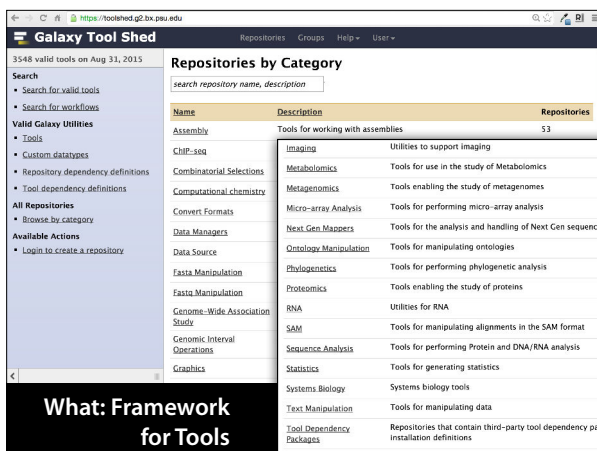 https://toolshed.g2.bx.psu.edu
Galaxy Tool Shed
Repositories Groups Help User
3548 valid tools on Aug 31, 2015
Search
Search for valid tools
Search for workflows
Valid Galaxy Utilities
Tools
Custom datatypes
Repository dependency definitions
Tool dependency definitions
All Repositories
Browse by category
Available Actions
Login to create a repository
Repositories by Category
search repository name, description
Name Description Repositories
Assembly Tools for working with assemblies 53
ChIP-seq
Combinatorial Selections
Computational chemistry
Convert Formats
Data Managers
Data Source
Fasta Manipulation
Fastq Manipulation
Genome-Wide Association
Study
Genomic Interval
Operations
Graphics
Imaging Utilities to support imaging
Metabolomics Tools for use in the study of Metabolomics
Metagenomics Tools enabling the study of metagenomes
Micro-array Analysis Tools for performing micro-array analysis
Next Gen Mappers Tools for the analysis and handling of Next Gen sequenc
Ontology Manipulation Tools for manipulating ontologies
Phylogenetics Tools for performing phylogenetic analysis
Proteomics Tools enabling the study of proteins
RNA Utilities for RNA
SAM Tools for manipulating alignments in the SAM format
Sequence Analysis Tools for performing Protein and DNA/RNA analysis
Statistics Tools for generating statistics
Systems Biology Systems biology tools
Text Manipulation Tools for manipulating data
Tool Dependency Repositories that contain third-party tool dependency pa
Packages installation definitions
What: Framework
for Tools